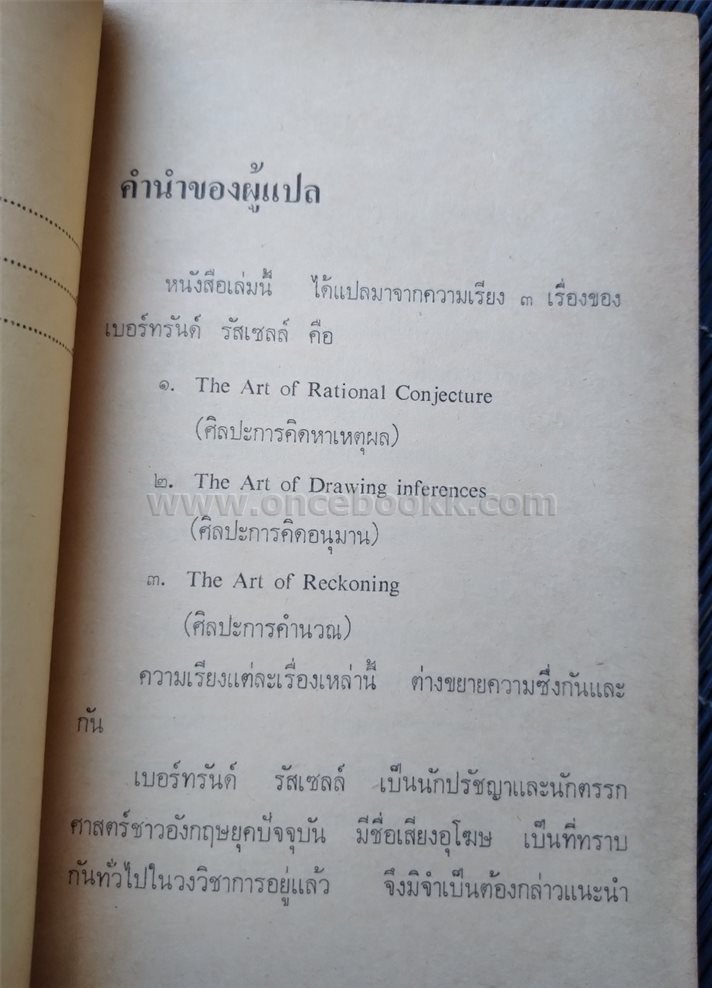 คำนำของผู้แปล
หนังสือเล่มนี้ ได้แปลมาจากความเรียง ๓ เรื่องของ
เบอร์ทรันด์ รัสเซลล์ คือ
๑. The Art of Rational Conjecture
(ศิลปะการคิดหาเหตุผล)
๒. The Art of Drawing inferences
www.oncebookk.com
(ศิลปะการคิดอนุมาน)
๓. The Art of Reckoning
(ศิลปะการคำนวณ)
ความเรียงแต่ละเรื่องเหล่านี้ ต่างขยายความซึ่งกันและ
กัน
เบอร์ทรันด์ รัสเซลล์ เป็นนักปรัชญาและนักตรรก
ศาสตร์ชาวอังกฤษยุคปัจจุบัน มีชื่อเสียงอุโฆษ เป็นที่ทราบ
กันทั่วไปในวงวิชาการอยู่แล้ว จึงมิจำเป็นต้องกล่าวแนะนำ